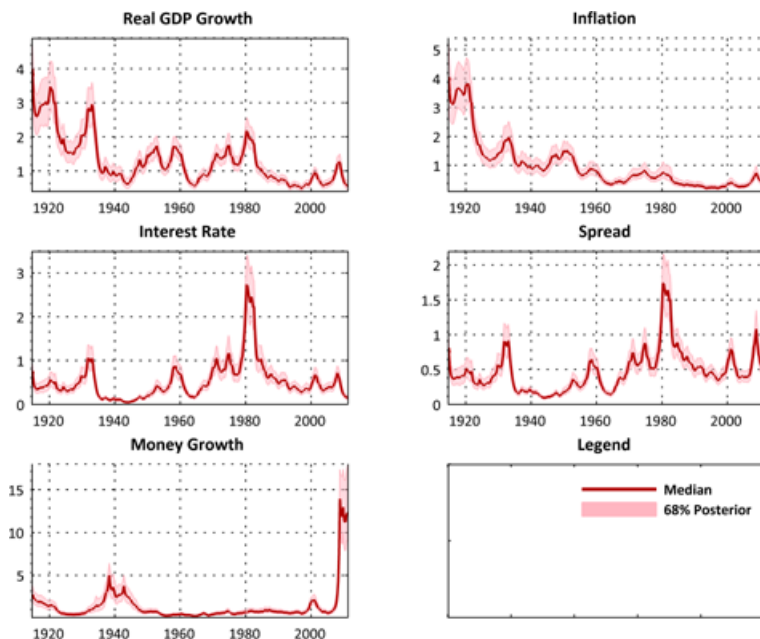 Real GDP Growth
4
3
2
1
1920 1940 1960 1980 2000
Inflation
5
4
3
2
1
1920 1940 1960 1980 2000
Interest Rate
3
2
1
0
1920 1940 1960 1980 2000
Spread
2
1.5
1
0.5
0
1920 1940 1960 1980 2000
Money Growth
15
10
5
1920 1940 1960 1980 2000
Legend
Median
68% Posterior